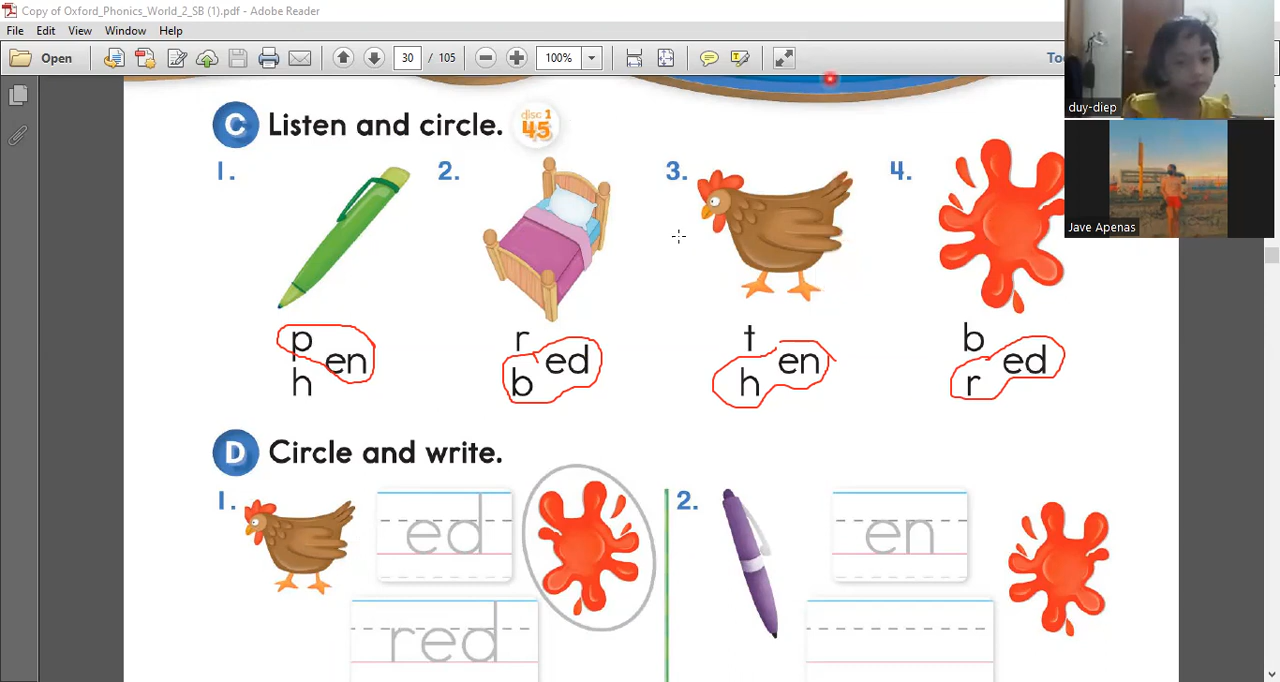 Copy of Oxford_Phonics_World_2_SB (1).pdf - Adobe Reader
File Edit View Window Help
Open 30 / 105 100%
duy-diep
Jave Apenas
C Listen and circle. disc 1 45
1. 2. 3. 4.
p r t b
en ed en ed
h b h r
D Circle and write.
1. ed 2. en
red